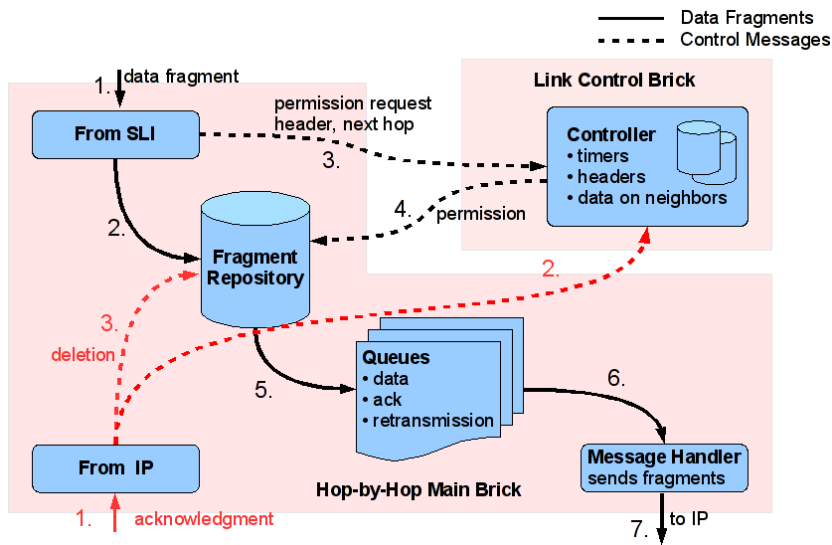 Data Fragments
Control Messages
1.
data fragment
Link Control Brick
permission request
header, next hop
From SLI
3.
Controller
• timers
• headers
• data on neighbors
2.
4.
permission
Fragment
Repository
2.
3.
deletion
Queues
• data
• ack
• retransmission
5.
6.
From IP
Message Handler
sends fragments
Hop-by-Hop Main Brick
1.
acknowledgment
7.
to IP